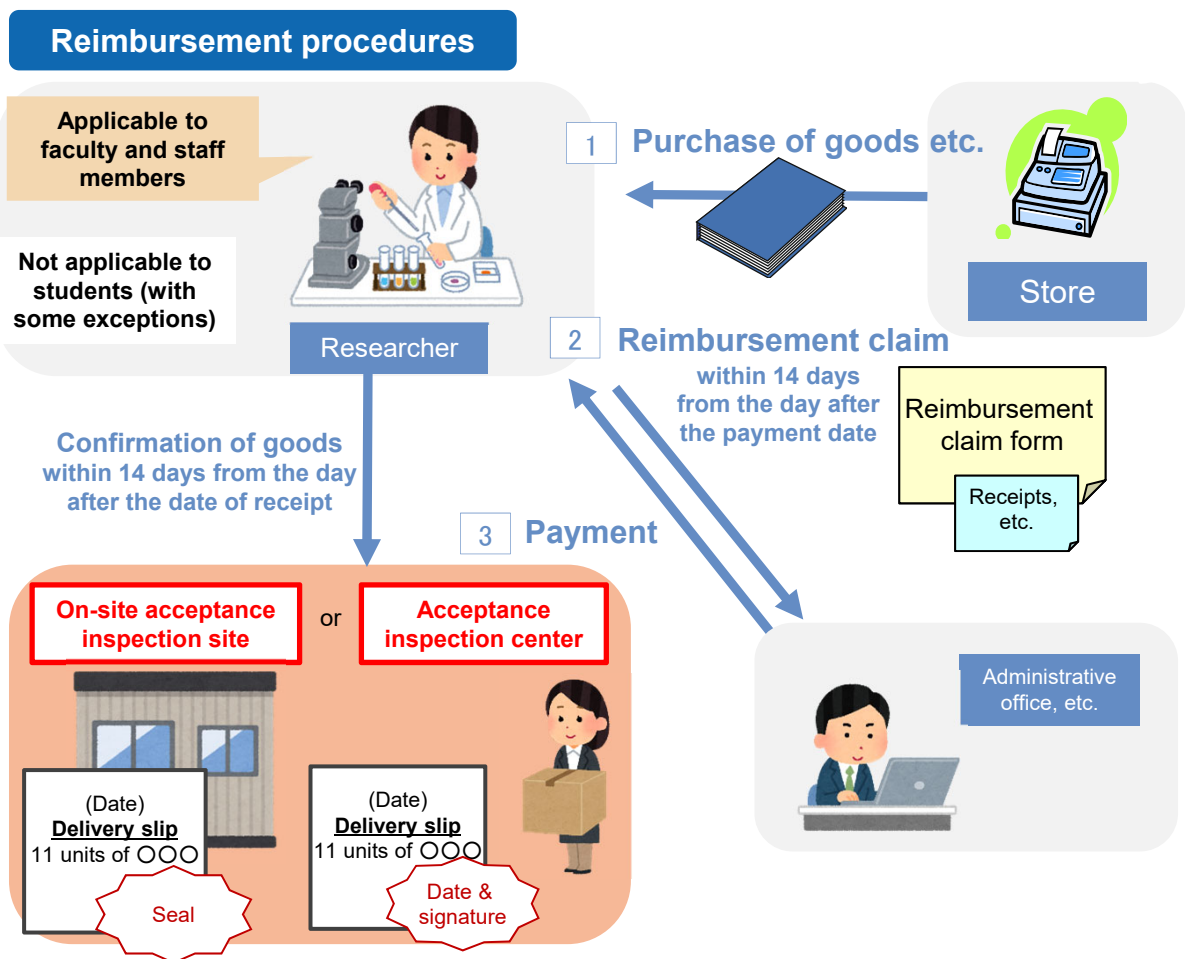 Reimbursement procedures
Applicable to
faculty and staff
members
Not applicable to
students (with
some exceptions)
Researcher
1
Purchase of goods etc.
Store
2
Reimbursement claim
within 14 days
from the day after
the payment date
Reimbursement
claim form
Receipts,
etc.
Confirmation of goods
within 14 days from the day
after the date of receipt
3
Payment
On-site acceptance
inspection site
or
Acceptance
inspection center
Administrative
office, etc.
(Date)
Delivery slip
11 units of 〇〇〇
Seal
(Date)
Delivery slip
11 units of 〇〇〇
Date &
signature